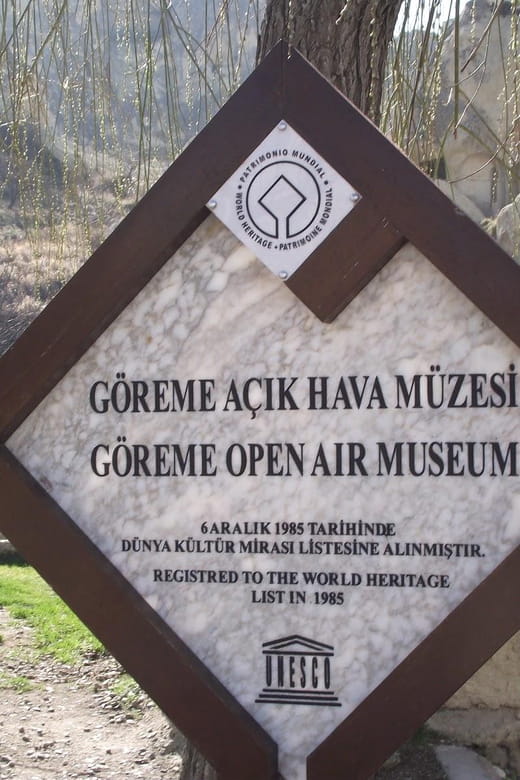 PATRIMONIO MUNDIAL
WORLD HERITAGE • PATRIMOINE MONDIAL
GÖREME AÇIK HAVA MÜZESİ
GÖREME OPEN AIR MUSEUM
6 ARALIK 1985 TARİHİNDE
DÜNYA KÜLTÜR MİRASI LİSTESİNE ALINMIŞTIR.
REGISTRED TO THE WORLD HERITAGE
LIST IN 1985
UNESCO